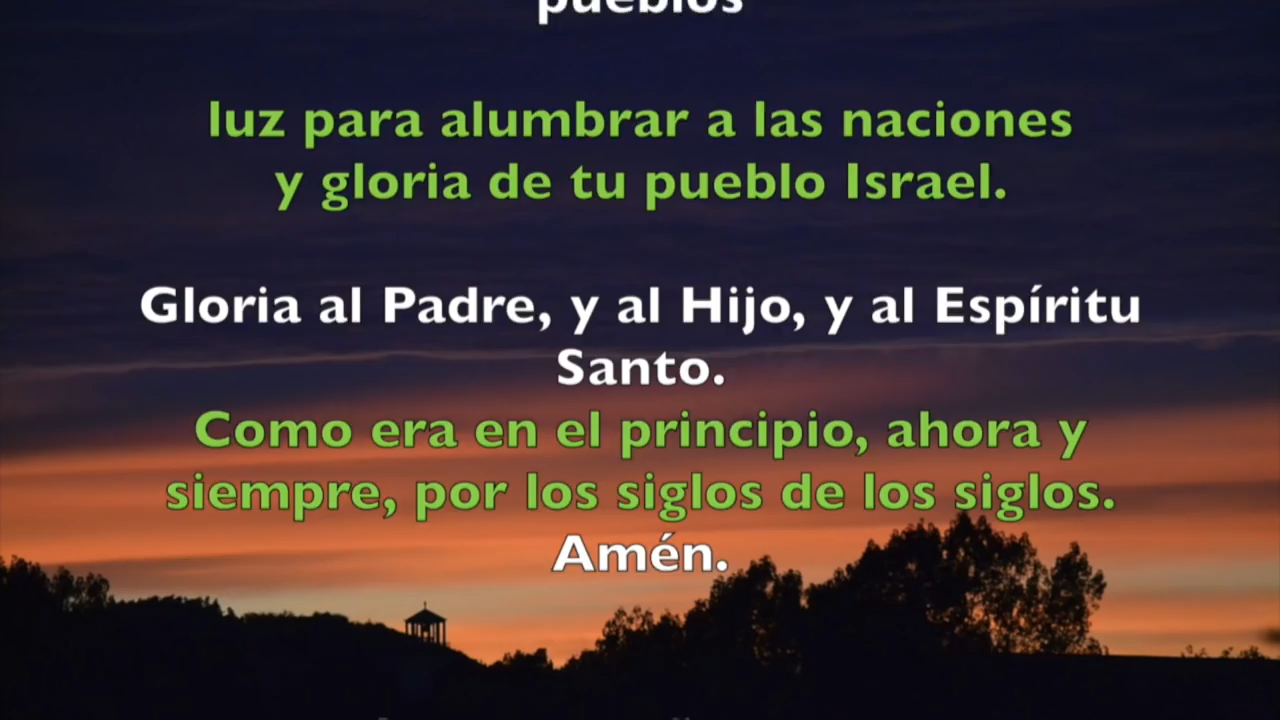 pueblos
luz para alumbrar a las naciones
y gloria de tu pueblo Israel.
Gloria al Padre, y al Hijo, y al Espíritu
Santo.
Como era en el principio, ahora y
siempre, por los siglos de los siglos.
Amén.